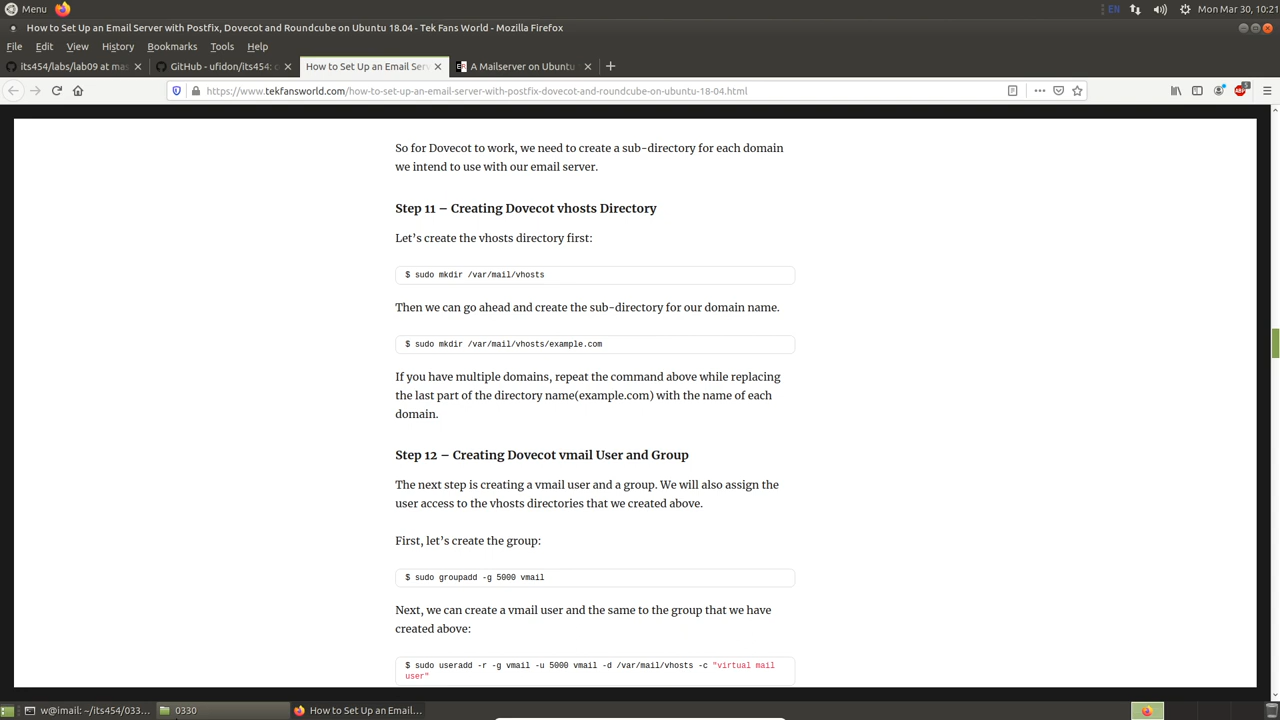 Menu
EN
Mon Mar 30, 10:21
How to Set Up an Email Server with Postfix, Dovecot and Roundcube on Ubuntu 18.04 - Tek Fans World - Mozilla Firefox
File Edit View History Bookmarks Tools Help
its454/labs/lab09 at mas
GitHub - ufidon/its454: c
How to Set Up an Email Serv
A Mailserver on Ubuntu
https://www.tekfansworld.com/how-to-set-up-an-email-server-with-postfix-dovecot-and-roundcube-on-ubuntu-18-04.html
ABP
So for Dovecot to work, we need to create a sub-directory for each domain
we intend to use with our email server.
Step 11 – Creating Dovecot vhosts Directory
Let’s create the vhosts directory first:
$ sudo mkdir /var/mail/vhosts
Then we can go ahead and create the sub-directory for our domain name.
$ sudo mkdir /var/mail/vhosts/example.com
If you have multiple domains, repeat the command above while replacing
the last part of the directory name(example.com) with the name of each
domain.
Step 12 – Creating Dovecot vmail User and Group
The next step is creating a vmail user and a group. We will also assign the
user access to the vhosts directories that we created above.
First, let’s create the group:
$ sudo groupadd -g 5000 vmail
Next, we can create a vmail user and the same to the group that we have
created above:
$ sudo useradd -r -g vmail -u 5000 vmail -d /var/mail/vhosts -c "virtual mail
user"
w@imail: ~/its454/033...
0330
How to Set Up an Email...